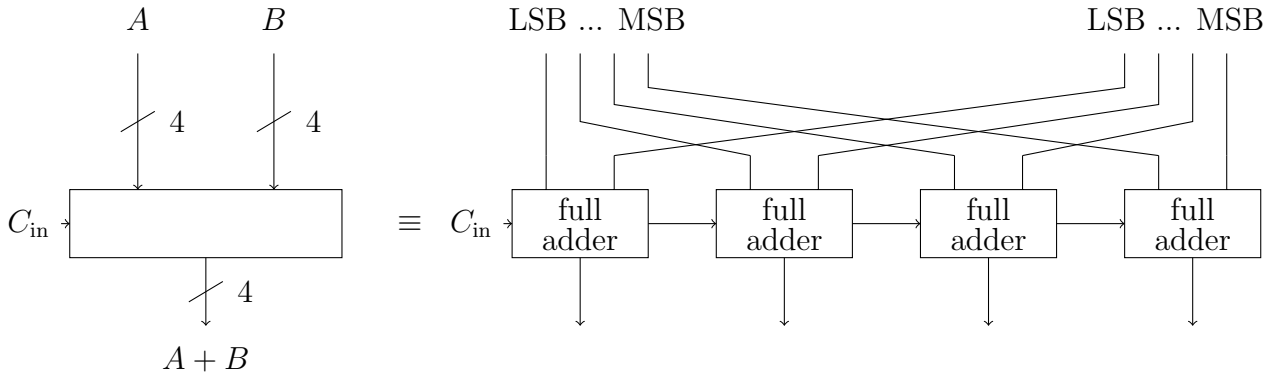 A B LSB ... MSB LSB ... MSB
4 4
C_in ≡ C_in full adder full adder full adder full adder
4
A + B